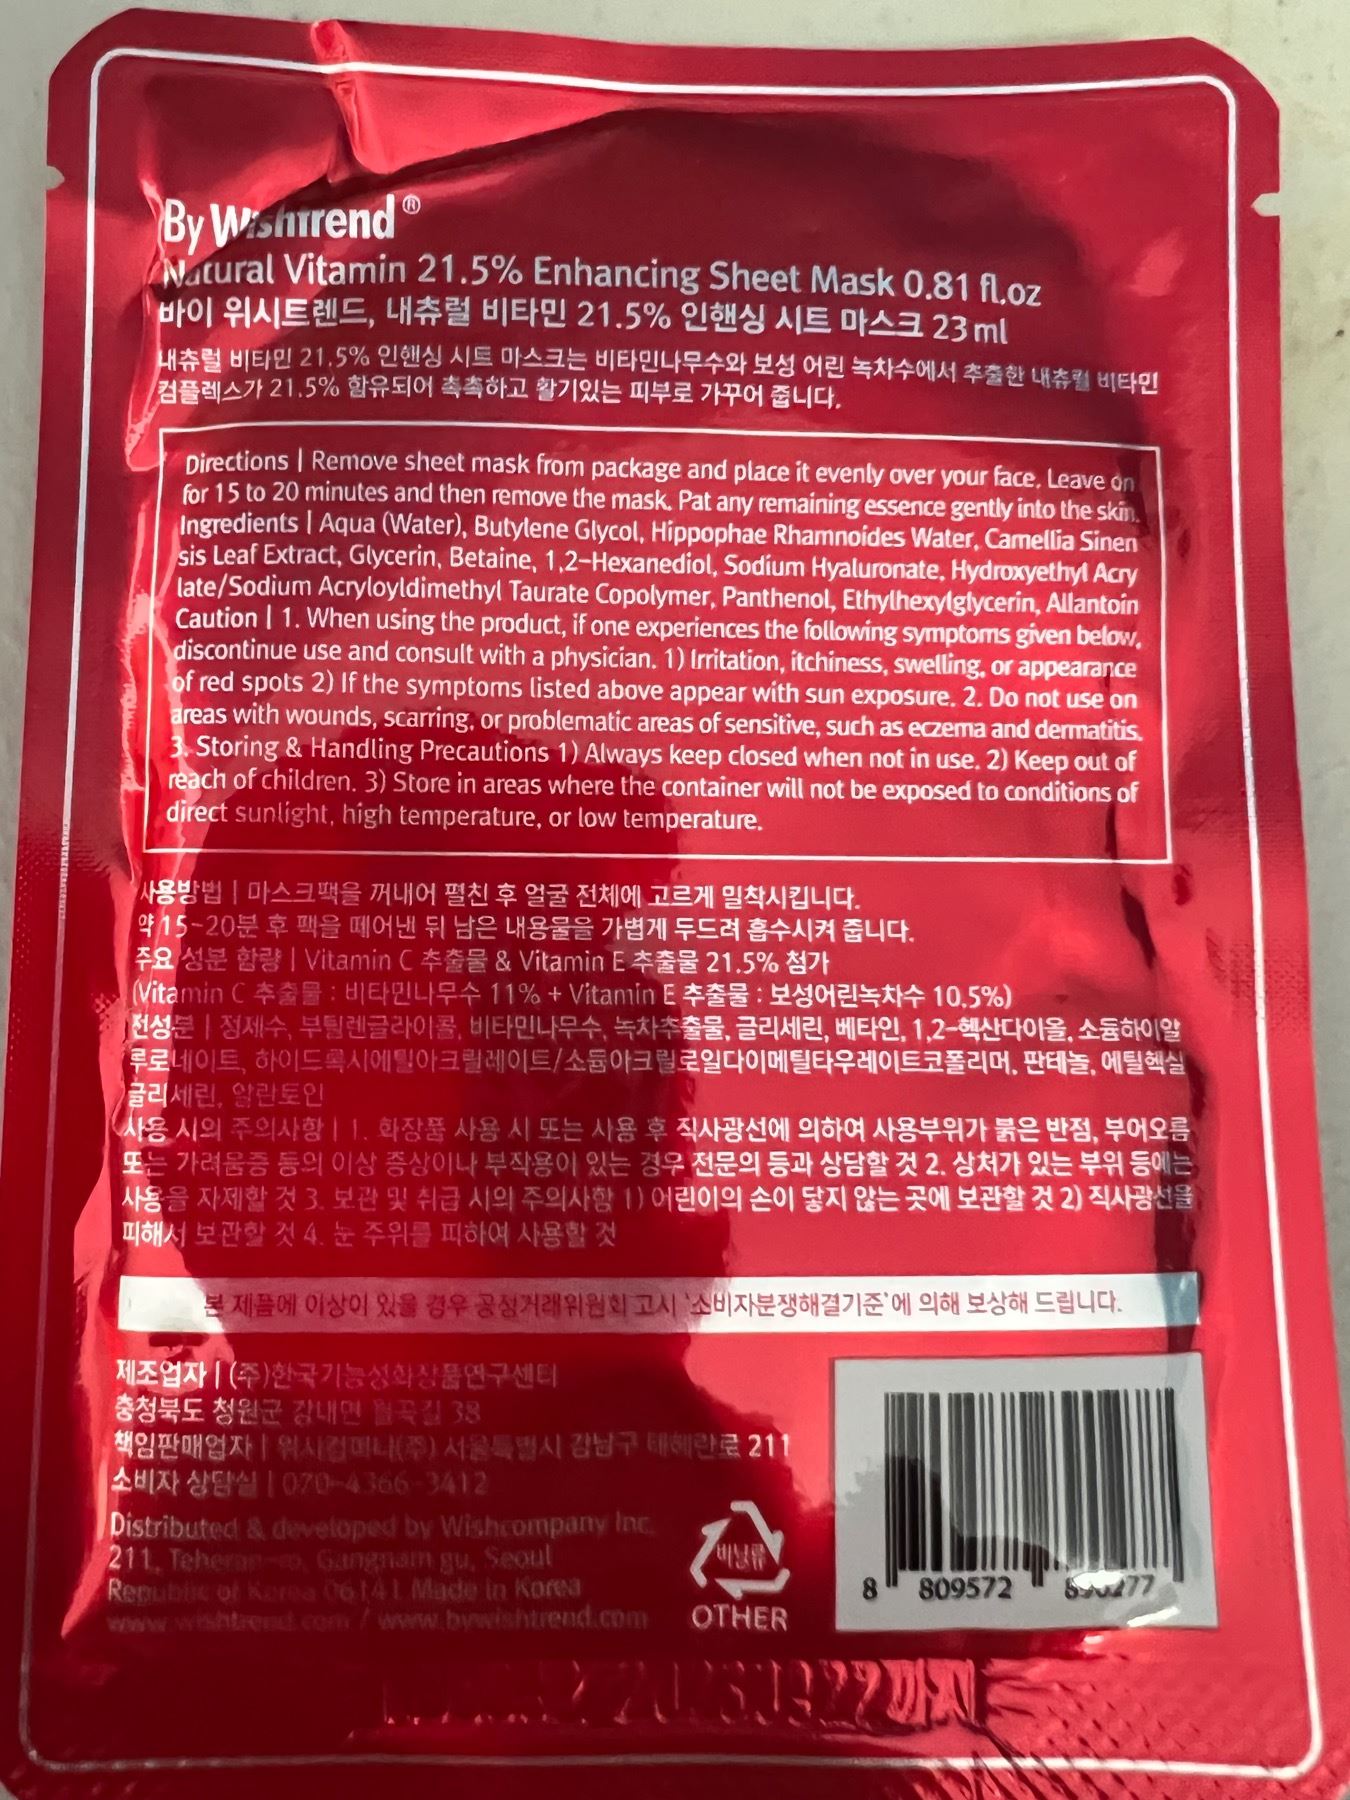 By Wishtrend®
Natural Vitamin 21.5% Enhancing Sheet Mask 0.81 fl.oz
바이 위시트렌드, 내츄럴 비타민 21.5% 인핸싱 시트 마스크 23 ml
내츄럴 비타민 21.5% 인핸싱 시트 마스크는 비타민나무수와 보성 어린 녹차수에서 추출한 내츄럴 비타민
컴플렉스가 21.5% 함유되어 촉촉하고 활기있는 피부로 가꾸어 줍니다.
Directions | Remove sheet mask from package and place it evenly over your face. Leave on
for 15 to 20 minutes and then remove the mask. Pat any remaining essence gently into the skin.
Ingredients | Aqua (Water), Butylene Glycol, Hippophae Rhamnoides Water, Camellia Sinen
sis Leaf Extract, Glycerin, Betaine, 1,2-Hexanediol, Sodium Hyaluronate, Hydroxyethyl Acry
late/Sodium Acryloyldimethyl Taurate Copolymer, Panthenol, Ethylhexylglycerin, Allantoin
Caution | 1. When using the product, if one experiences the following symptoms given below,
discontinue use and consult with a physician. 1) Irritation, itchiness, swelling, or appearance
of red spots 2) If the symptoms listed above appear with sun exposure. 2. Do not use on
areas with wounds, scarring, or problematic areas of sensitive, such as eczema and dermatitis.
3. Storing & Handling Precautions 1) Always keep closed when not in use. 2) Keep out of
reach of children. 3) Store in areas where the container will not be exposed to conditions of
direct sunlight, high temperature, or low temperature.
사용방법 | 마스크팩을 꺼내어 펼친 후 얼굴 전체에 고르게 밀착시킵니다.
약 15~20분 후 팩을 떼어낸 뒤 남은 내용물을 가볍게 두드려 흡수시켜 줍니다.
주요 성분 함량 | Vitamin C 추출물 & Vitamin E 추출물 21.5% 첨가
(Vitamin C 추출물 : 비타민나무수 11% + Vitamin E 추출물 : 보성어린녹차수 10.5%)
전성분 | 정제수, 부틸렌글라이콜, 비타민나무수, 녹차추출물, 글리세린, 베타인, 1,2-헥산다이올, 소듐하이알
루로네이트, 하이드록시에틸아크릴레이트/소듐아크릴로일다이메틸타우레이트코폴리머, 판테놀, 에틸헥실
글리세린, 알란토인
사용 시의 주의사항 | 1. 화장품 사용 시 또는 사용 후 직사광선에 의하여 사용부위가 붉은 반점, 부어오름
또는 가려움증 등의 이상 증상이나 부작용이 있는 경우 전문의 등과 상담할 것 2. 상처가 있는 부위 등에는
사용을 자제할 것 3. 보관 및 취급 시의 주의사항 1) 어린이의 손이 닿지 않는 곳에 보관할 것 2) 직사광선을
피해서 보관할 것 4. 눈 주위를 피하여 사용할 것
본 제품에 이상이 있을 경우 공정거래위원회 고시 '소비자분쟁해결기준'에 의해 보상해 드립니다.
제조업자 | (주)한국기능성화장품연구센터
충청북도 청원군 강내면 월곡길 38
책임판매업자 | 위시컴퍼니(주) 서울특별시 강남구 테헤란로 211
소비자 상담실 | 070-4366-3412
Distributed & developed by Wishcompany Inc.
211, Teheran-ro, Gangnam gu, Seoul
Republic of Korea 06141 Made in Korea
www.wishtrend.com / www.bywishtrend.com
비닐류
OTHER
8 809572
까지